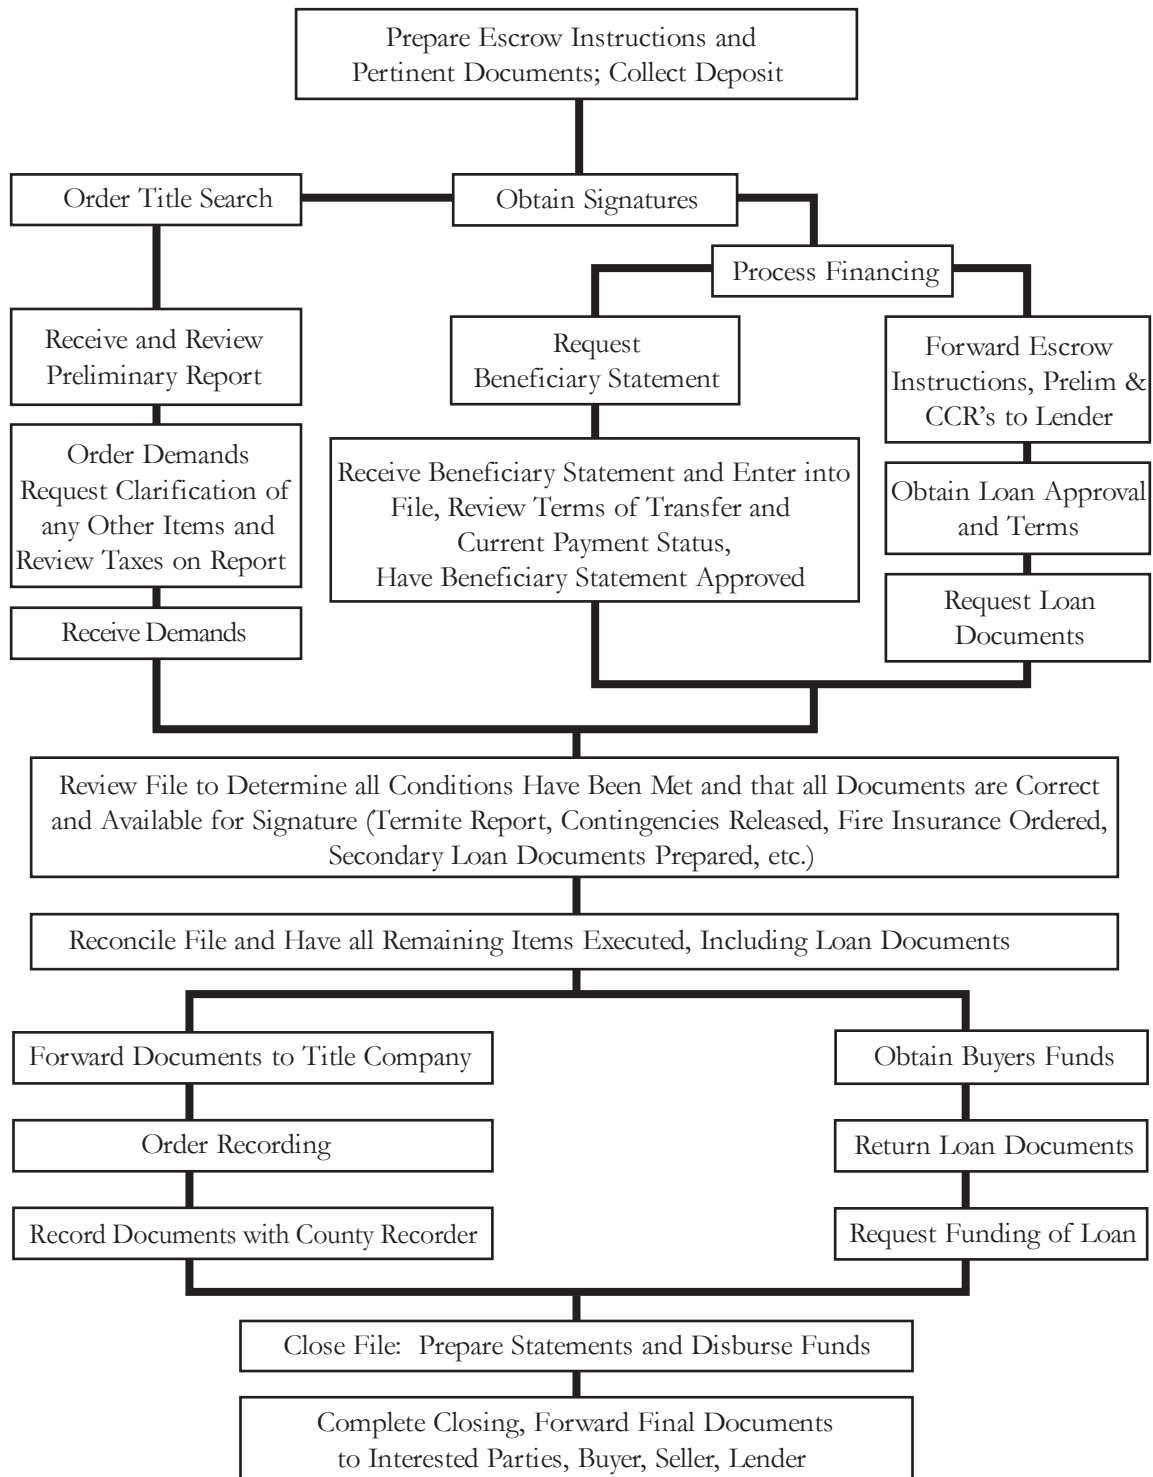 Prepare Escrow Instructions and
Pertinent Documents; Collect Deposit
Order Title Search
Obtain Signatures
Process Financing
Receive and Review
Preliminary Report
Request
Beneficiary Statement
Forward Escrow
Instructions, Prelim &
CCR's to Lender
Order Demands
Request Clarification of
any Other Items and
Review Taxes on Report
Receive Beneficiary Statement and Enter into
File, Review Terms of Transfer and
Current Payment Status,
Have Beneficiary Statement Approved
Obtain Loan Approval
and Terms
Receive Demands
Request Loan
Documents
Review File to Determine all Conditions Have Been Met and that all Documents are Correct
and Available for Signature (Termite Report, Contingencies Released, Fire Insurance Ordered,
Secondary Loan Documents Prepared, etc.)
Reconcile File and Have all Remaining Items Executed, Including Loan Documents
Forward Documents to Title Company
Obtain Buyers Funds
Order Recording
Return Loan Documents
Record Documents with County Recorder
Request Funding of Loan
Close File: Prepare Statements and Disburse Funds
Complete Closing, Forward Final Documents
to Interested Parties, Buyer, Seller, Lender